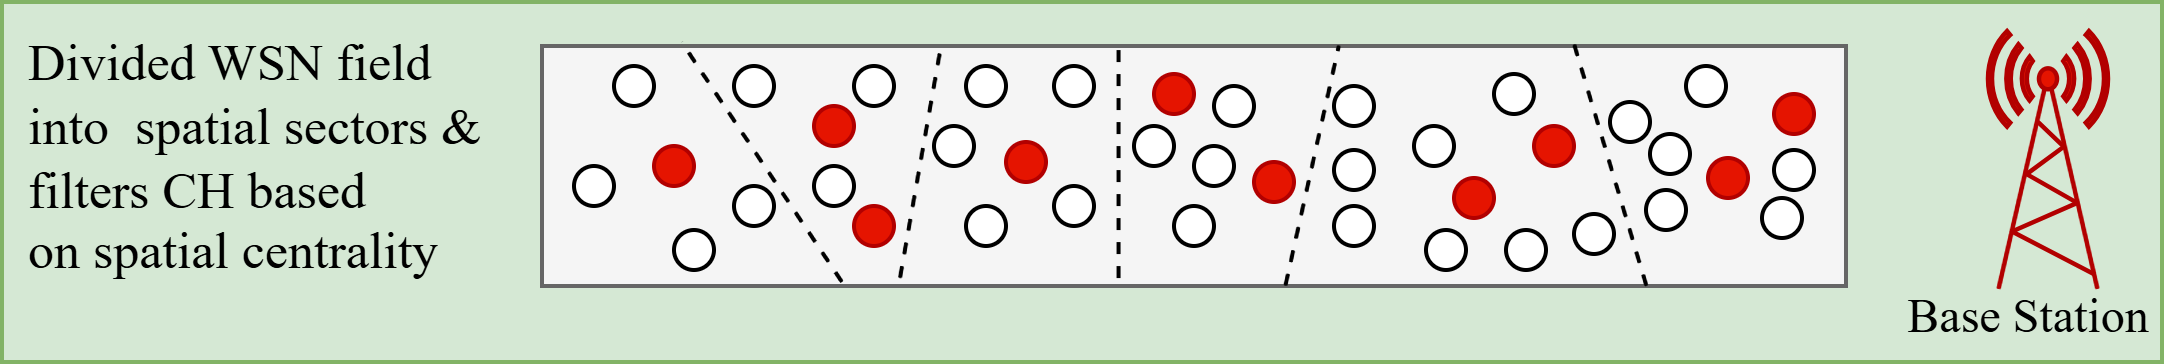 Divided WSN field
into  spatial sectors &
filters CH based
on spatial centrality
Base Station